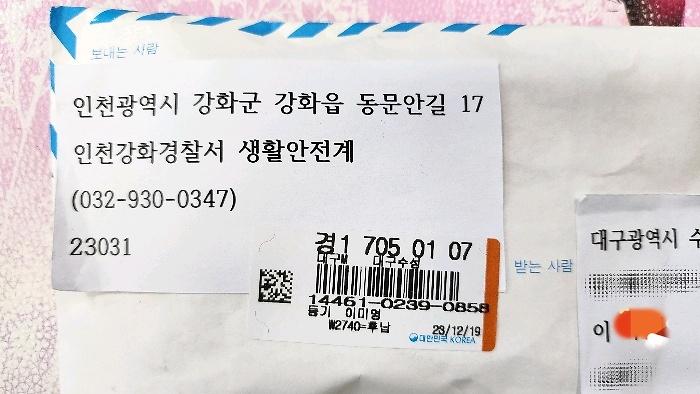 보내는 사람
인천광역시 강화군 강화읍 동문안길 17
인천강화경찰서 생활안전계
(032-930-0347)
23031
경1 705 01 07
대구M 대구수성
14461-0239-0858
등기 이미영
W2740=후납
23/12/19
대한민국 KOREA
받는 사람
대구광역시 수
이